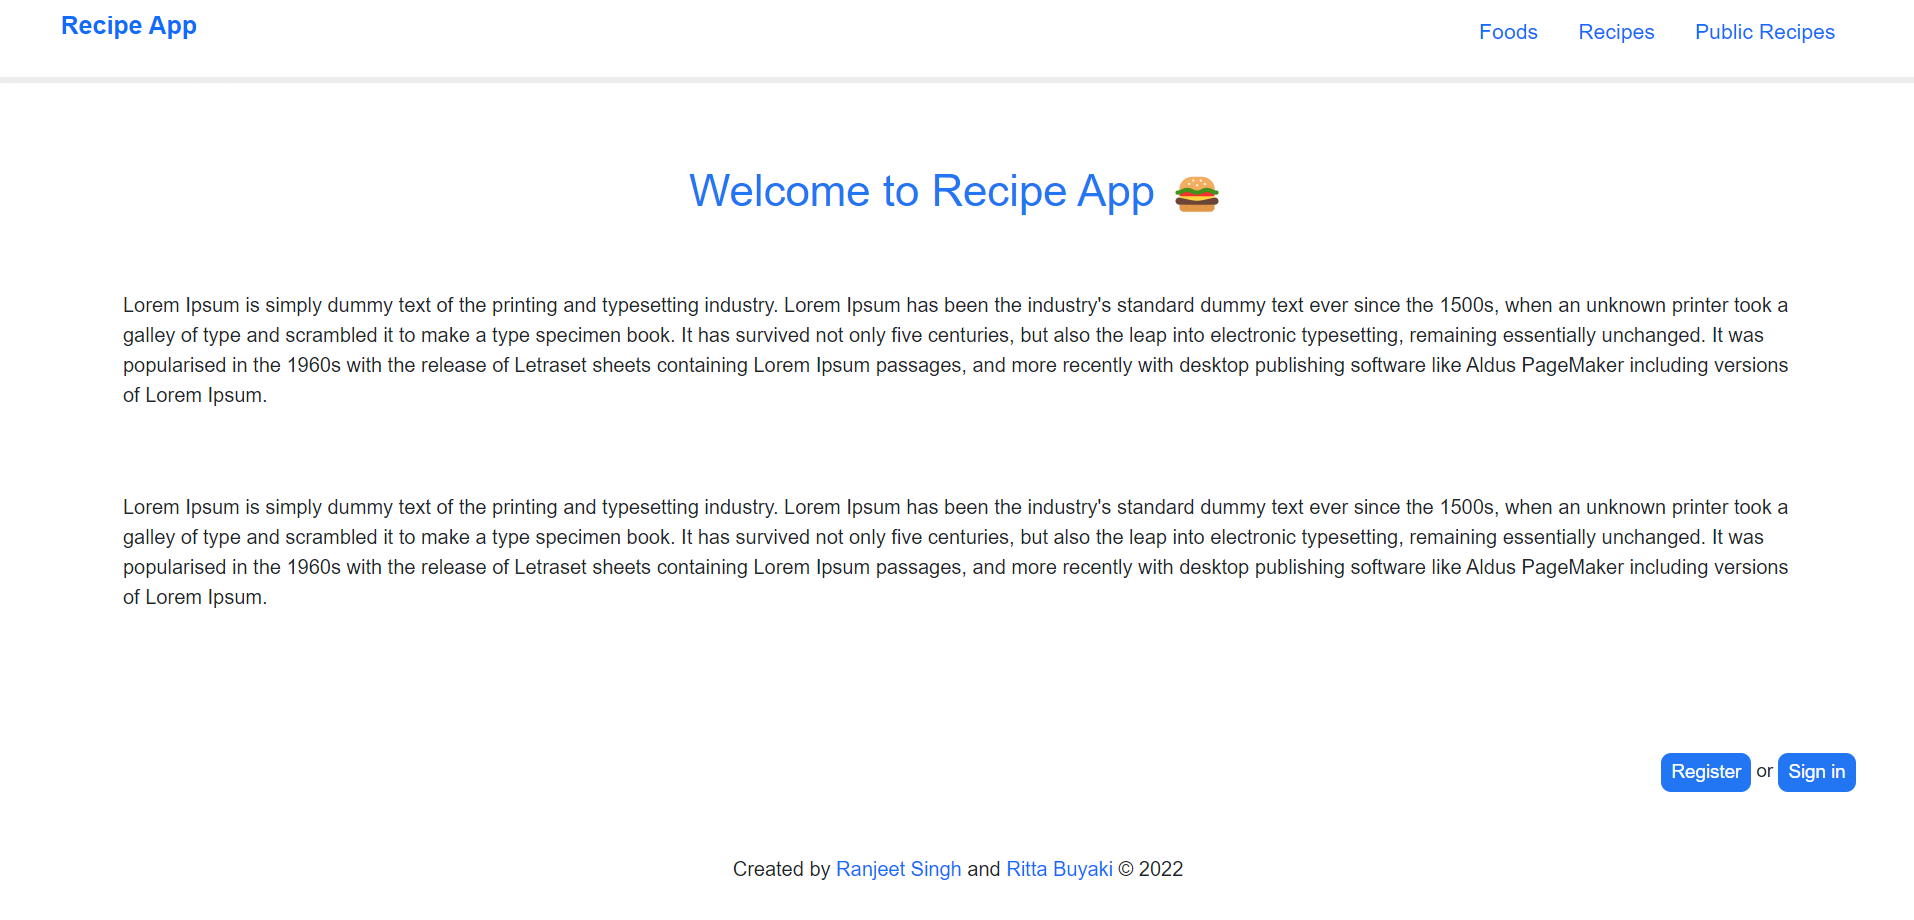 Recipe App
Foods Recipes Public Recipes
Welcome to Recipe App 🍔
Lorem Ipsum is simply dummy text of the printing and typesetting industry. Lorem Ipsum has been the industry's standard dummy text ever since the 1500s, when an unknown printer took a
galley of type and scrambled it to make a type specimen book. It has survived not only five centuries, but also the leap into electronic typesetting, remaining essentially unchanged. It was
popularised in the 1960s with the release of Letraset sheets containing Lorem Ipsum passages, and more recently with desktop publishing software like Aldus PageMaker including versions
of Lorem Ipsum.
Lorem Ipsum is simply dummy text of the printing and typesetting industry. Lorem Ipsum has been the industry's standard dummy text ever since the 1500s, when an unknown printer took a
galley of type and scrambled it to make a type specimen book. It has survived not only five centuries, but also the leap into electronic typesetting, remaining essentially unchanged. It was
popularised in the 1960s with the release of Letraset sheets containing Lorem Ipsum passages, and more recently with desktop publishing software like Aldus PageMaker including versions
of Lorem Ipsum.
Register or Sign in
Created by Ranjeet Singh and Ritta Buyaki © 2022